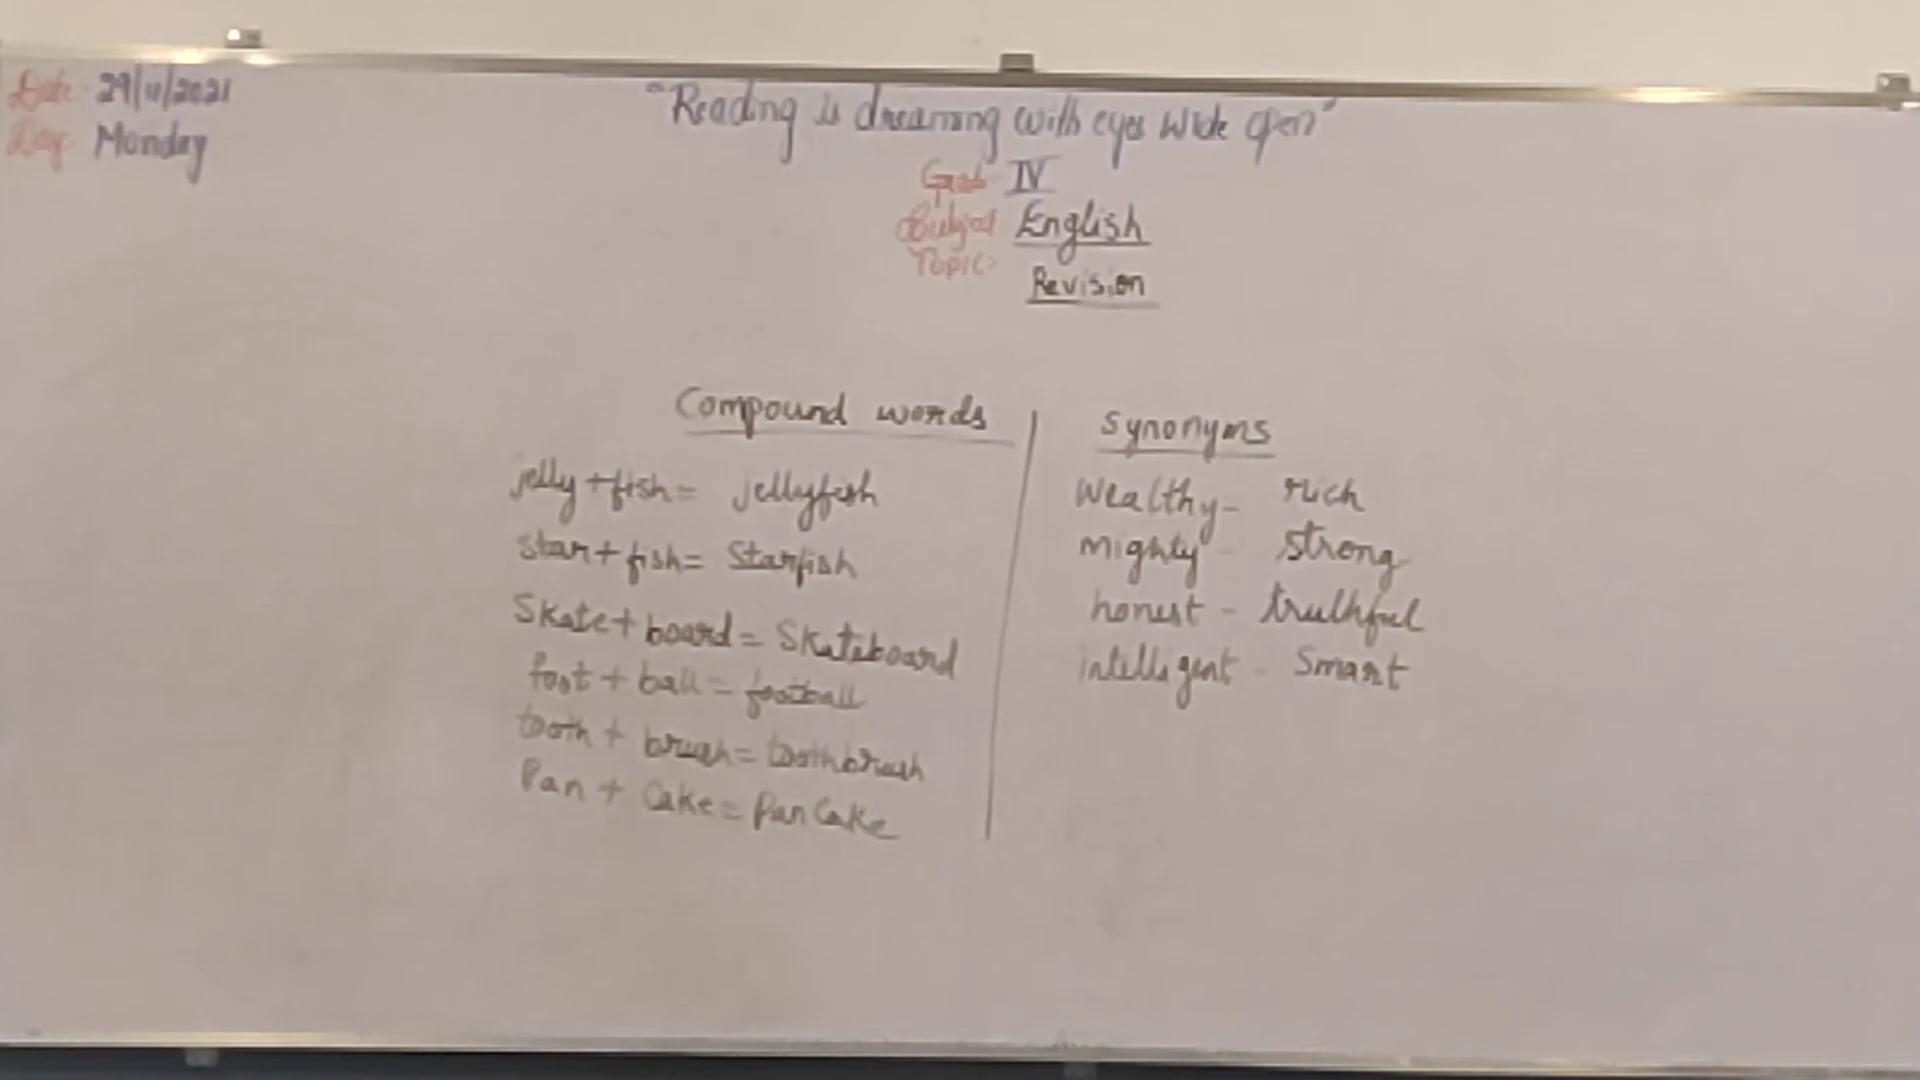 Date: 29/11/2021
Day: Monday
"Reading is dreaming with eyes wide open"
Grade IV
Subject English
Topic:
Revision
Compound words
jelly + fish = jellyfish
star + fish = Starfish
Skate + board = Skateboard
foot + ball = football
tooth + brush = toothbrush
Pan + Cake = PanCake
Synonyms
Wealthy - rich
mighty - strong
honest - truthful
intelligent - Smart